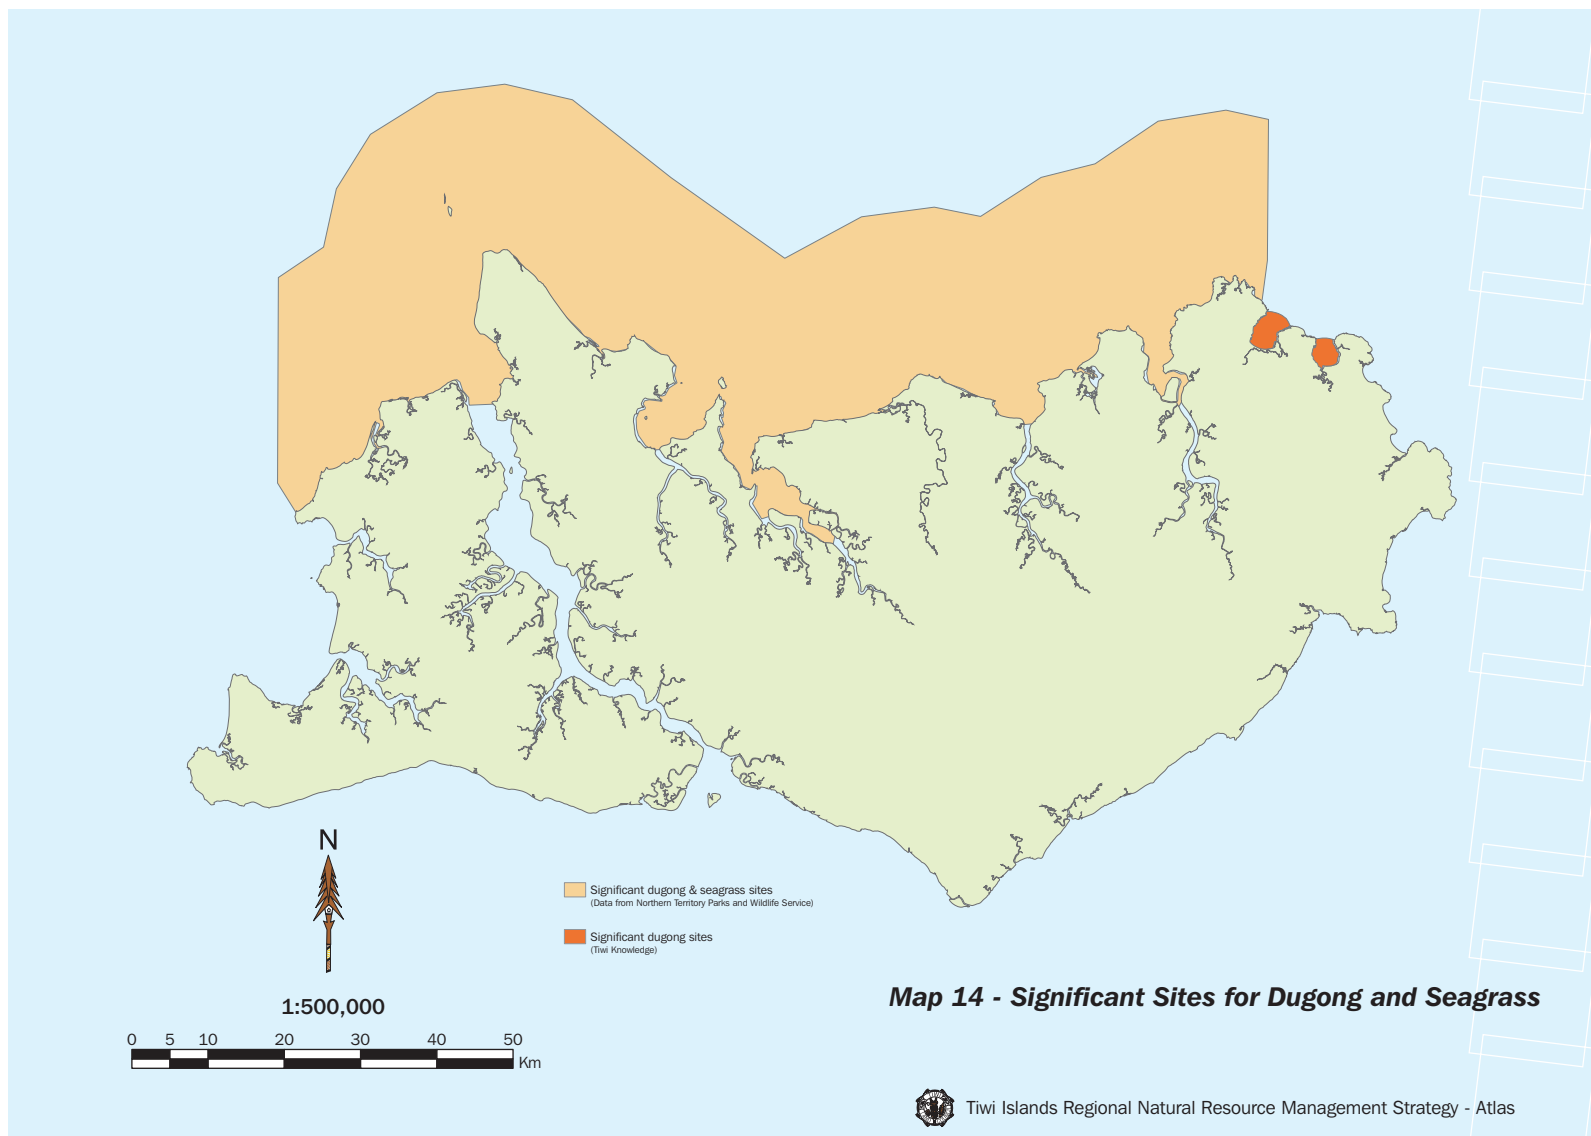 N
1:500,000
0 5 10 20 30 40 50
Km
Significant dugong & seagrass sites
(Data from Northern Territory Parks and Wildlife Service)
Significant dugong sites
(Tiwi Knowledge)
Map 14 - Significant Sites for Dugong and Seagrass
Tiwi Islands Regional Natural Resource Management Strategy - Atlas